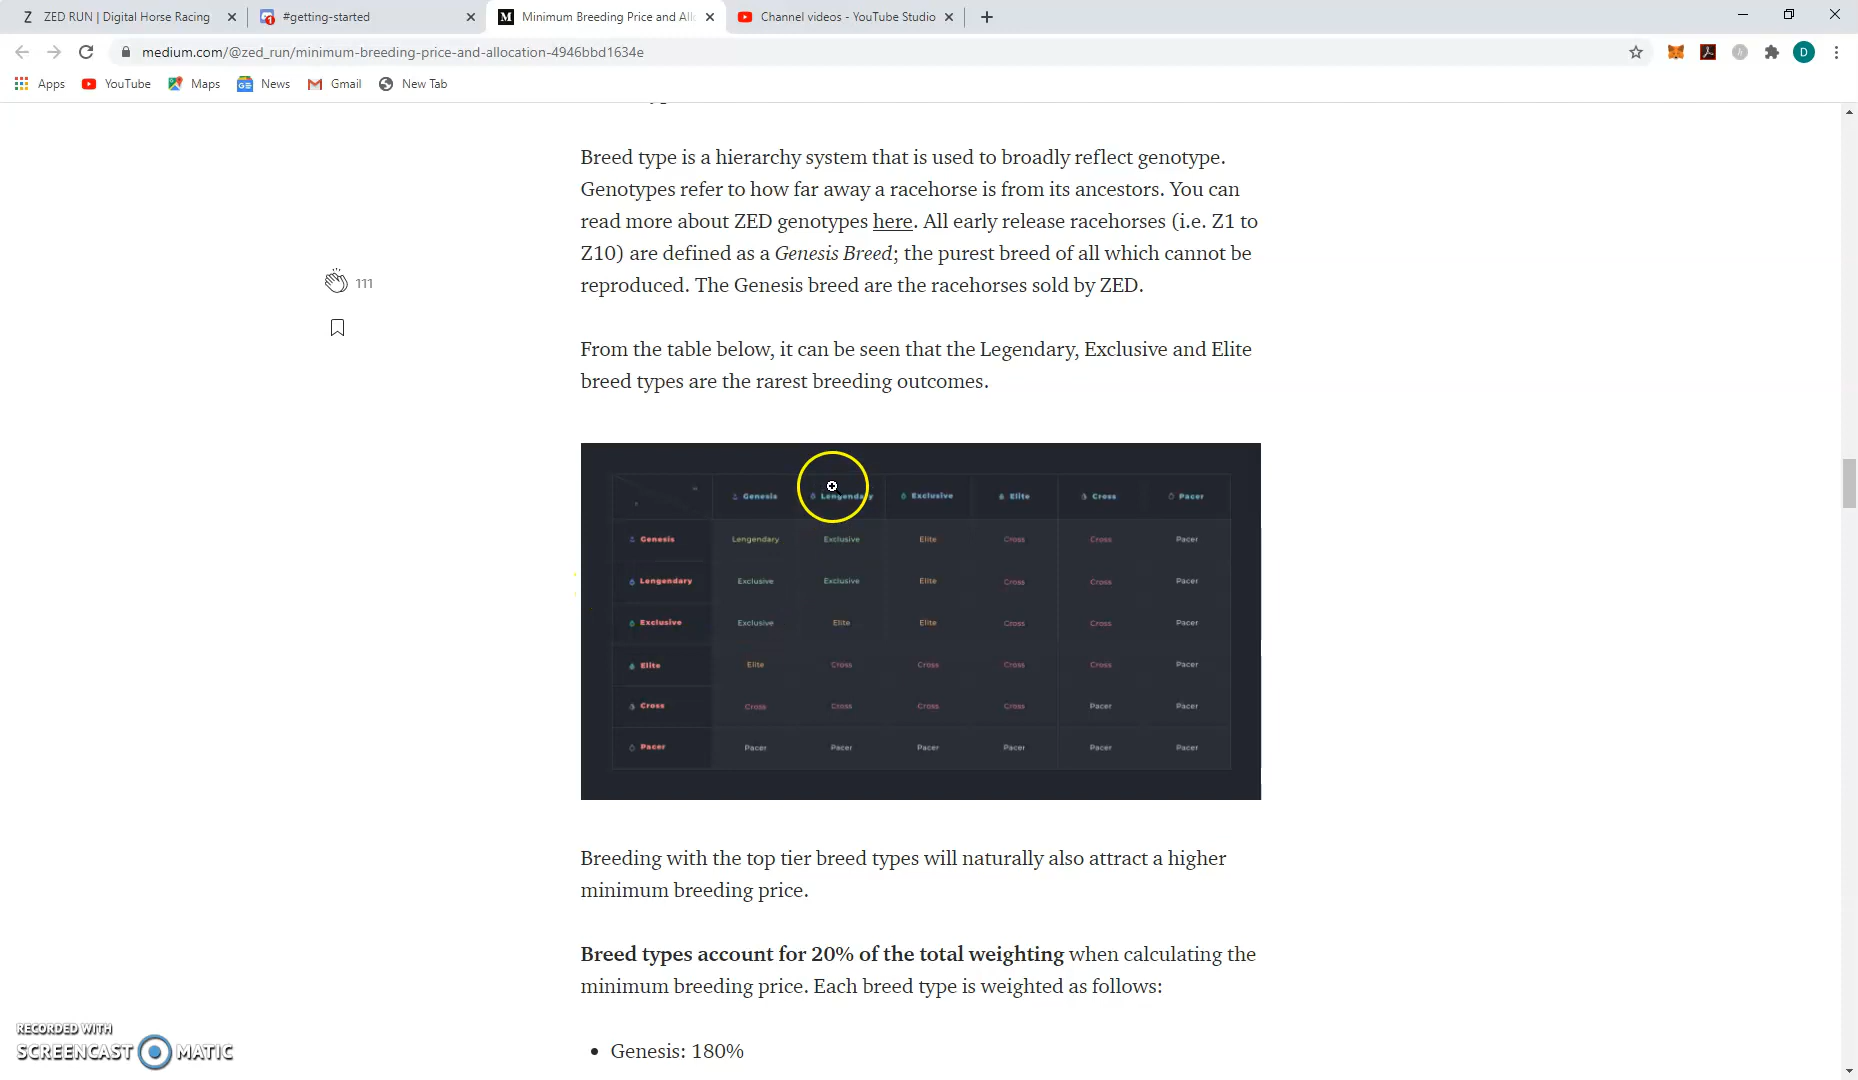 ZED RUN | Digital Horse Racing
#getting-started
Minimum Breeding Price and All
Channel videos - YouTube Studio
medium.com/@zed_run/minimum-breeding-price-and-allocation-4946bbd1634e
D
Apps
YouTube
Maps
News
Gmail
New Tab
Breed type is a hierarchy system that is used to broadly reflect genotype.
Genotypes refer to how far away a racehorse is from its ancestors. You can
read more about ZED genotypes here. All early release racehorses (i.e. Z1 to
Z10) are defined as a Genesis Breed; the purest breed of all which cannot be
reproduced. The Genesis breed are the racehorses sold by ZED.
111
From the table below, it can be seen that the Legendary, Exclusive and Elite
breed types are the rarest breeding outcomes.
Genesis Lengendary Exclusive Elite Cross Pacer
Genesis Lengendary Exclusive Elite Cross Cross Pacer
Lengendary Exclusive Exclusive Elite Cross Cross Pacer
Exclusive Exclusive Elite Elite Cross Cross Pacer
Elite Elite Cross Cross Cross Cross Pacer
Cross Cross Cross Cross Cross Pacer Pacer
Pacer Pacer Pacer Pacer Pacer Pacer Pacer
Breeding with the top tier breed types will naturally also attract a higher
minimum breeding price.
Breed types account for 20% of the total weighting when calculating the
minimum breeding price. Each breed type is weighted as follows:
• Genesis: 180%
RECORDED WITH
SCREENCAST MATIC